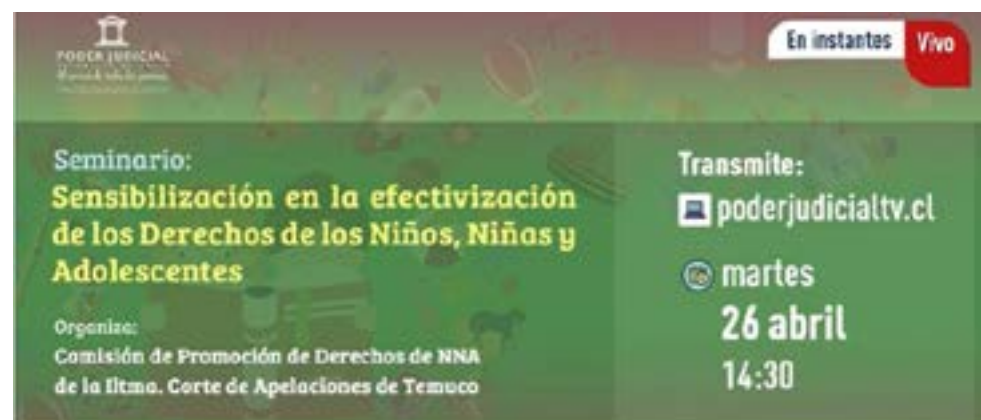 PODER JUDICIAL
En instantes Vivo
Seminario:
Sensibilización en la efectivización
de los Derechos de los Niños, Niñas y
Adolescentes
Organiza:
Comisión de Promoción de Derechos de NNA
de la Iltma. Corte de Apelaciones de Temuco
Transmite:
poderjudicialtv.cl
martes
26 abril
14:30